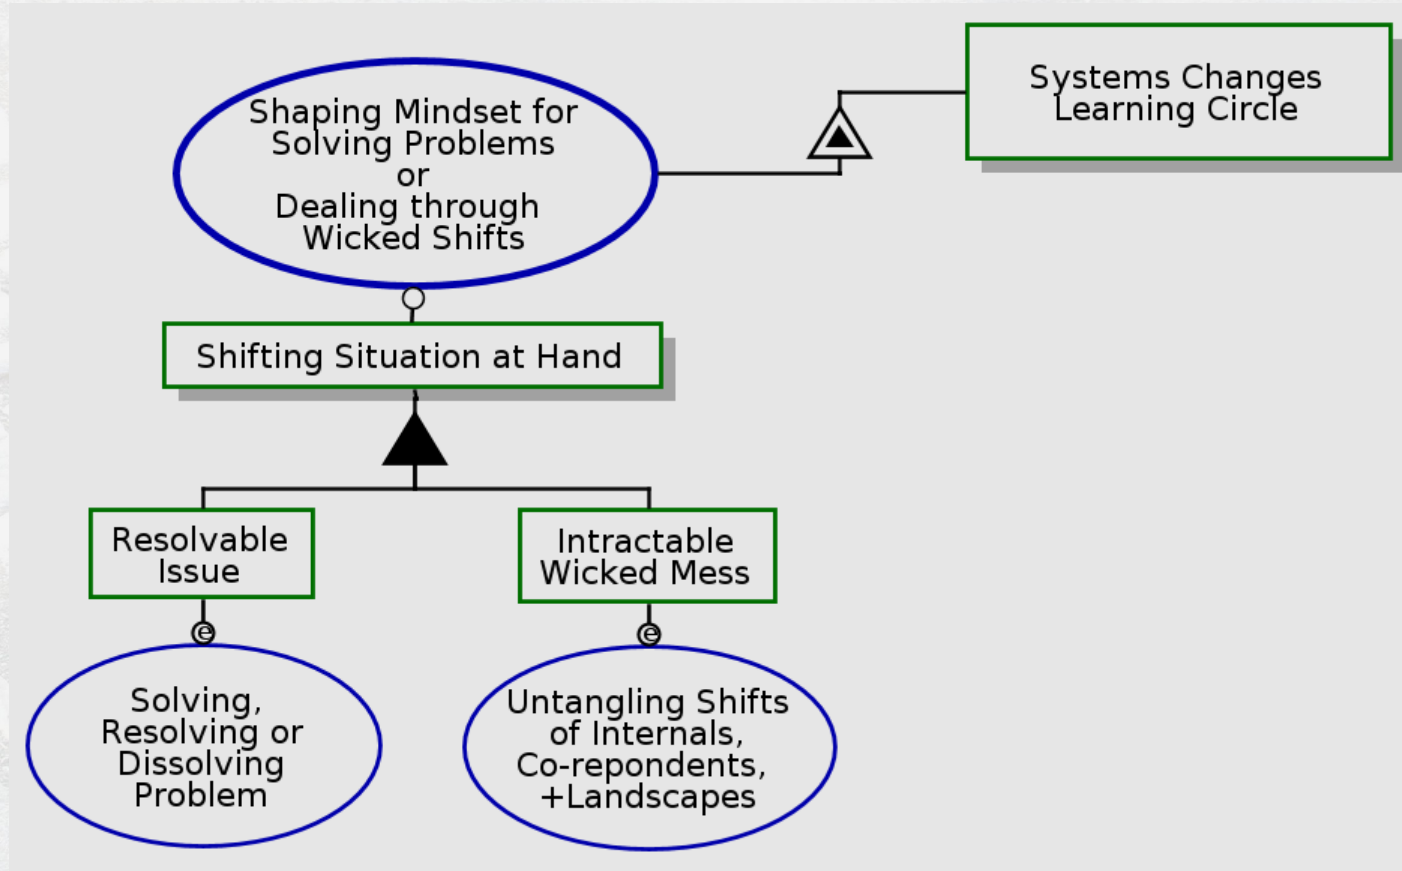 Shaping Mindset for
Solving Problems
or
Dealing through
Wicked Shifts
Systems Changes
Learning Circle
Shifting Situation at Hand
Resolvable
Issue
Intractable
Wicked Mess
e
e
Solving,
Resolving or
Dissolving
Problem
Untangling Shifts
of Internals,
Co-repondents,
+Landscapes